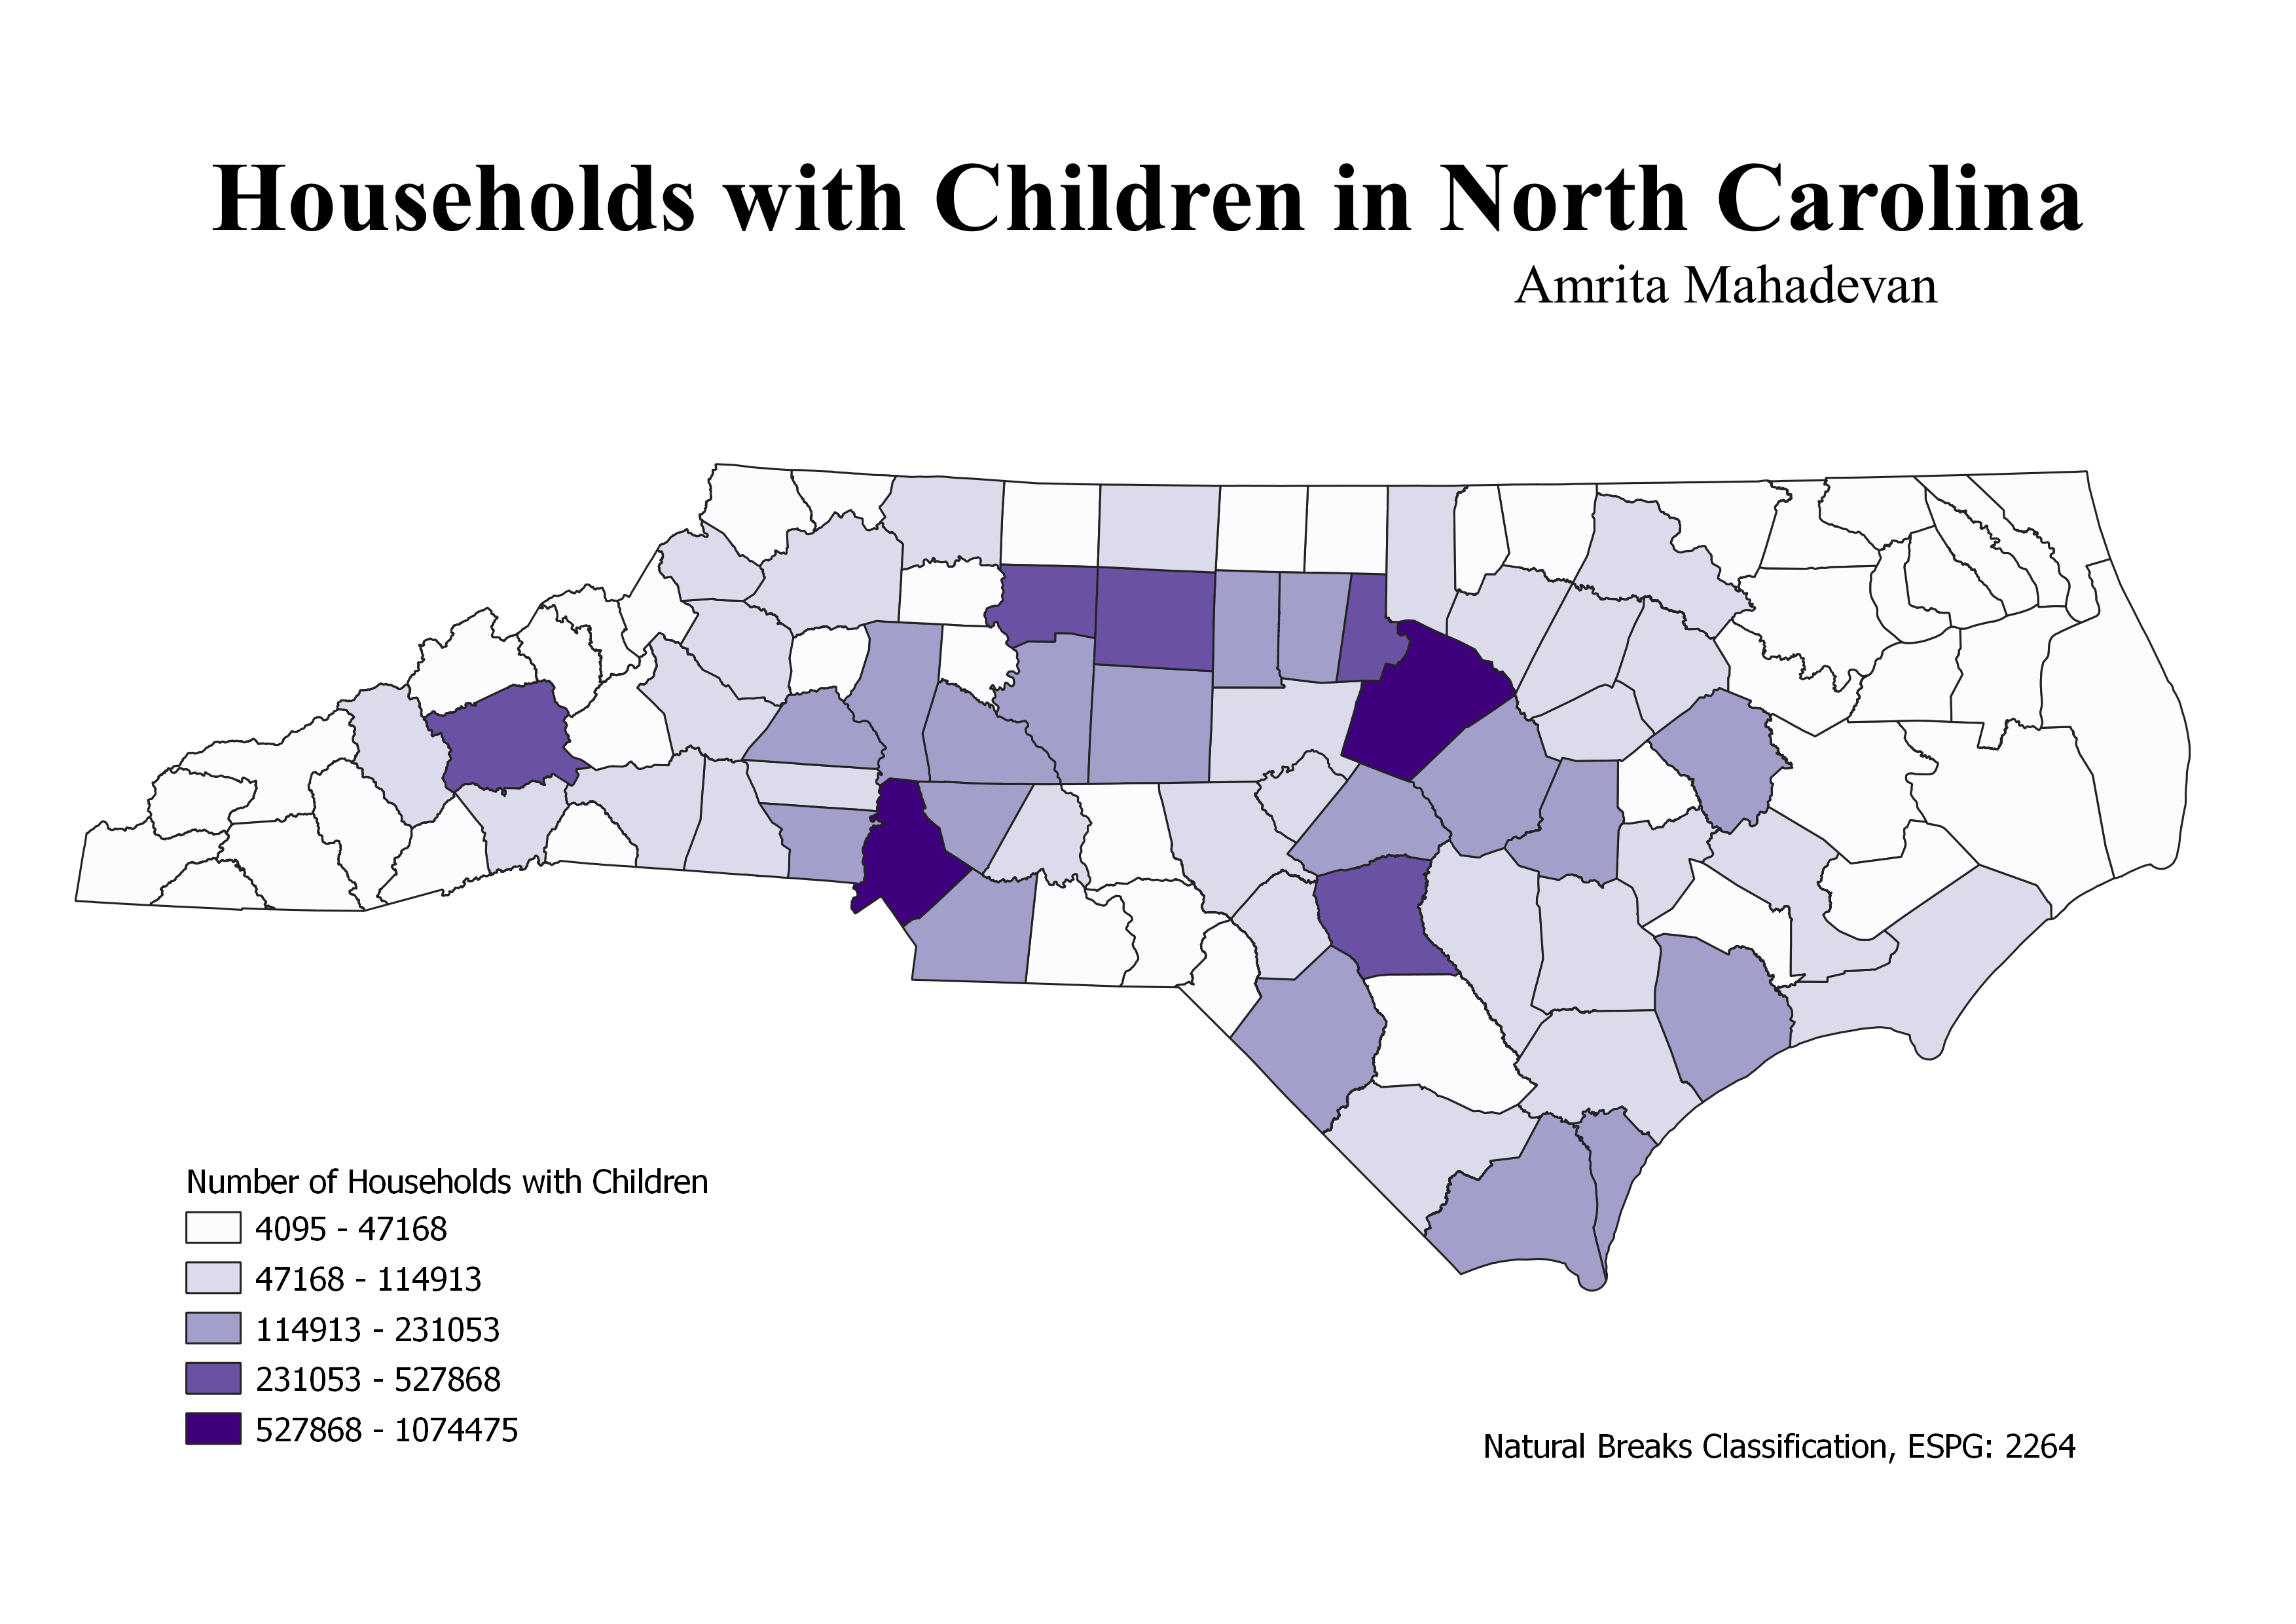 Households with Children in North Carolina
Amrita Mahadevan
Number of Households with Children
4095 - 47168
47168 - 114913
114913 - 231053
231053 - 527868
527868 - 1074475
Natural Breaks Classification, ESPG: 2264